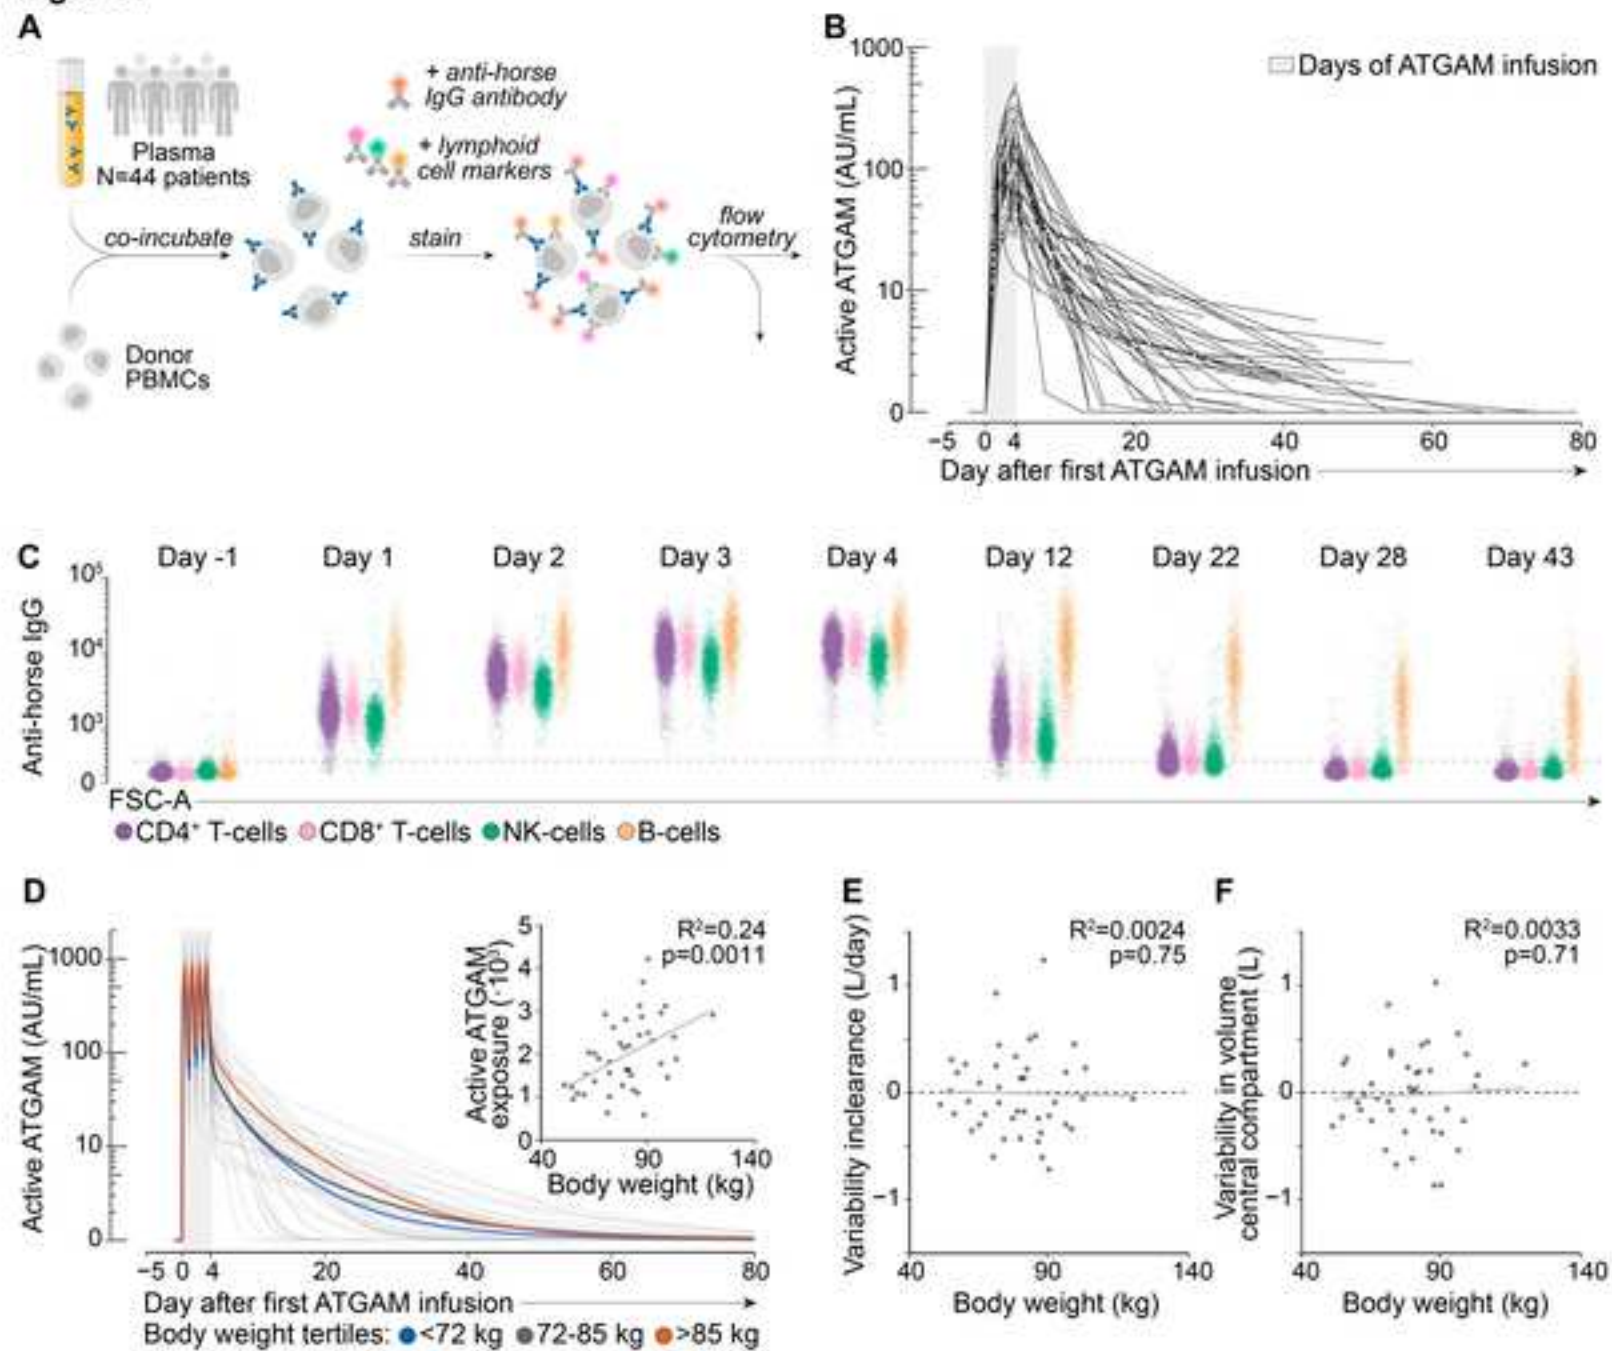 A
Plasma
N=44 patients
+ anti-horse
IgG antibody
+ lymphoid
cell markers
co-incubate
stain
flow
cytometry
Donor
PBMCs
B
Active ATGAM (AU/mL)
1000
100
10
0
Days of ATGAM infusion
−5 0 4 20 40 60 80
Day after first ATGAM infusion
C
Day -1 Day 1 Day 2 Day 3 Day 4 Day 12 Day 22 Day 28 Day 43
Anti-horse IgG
10⁵
10⁴
10³
0
FSC-A
CD4⁺ T-cells CD8⁺ T-cells NK-cells B-cells
D
Active ATGAM (AU/mL)
1000
100
10
0
−5 0 4 20 40 60 80
Day after first ATGAM infusion
Body weight tertiles: <72 kg 72-85 kg >85 kg
Active ATGAM
exposure (·10³)
5
4
3
2
1
0
R²=0.24
p=0.0011
40 90 140
Body weight (kg)
E
Variability inclearance (L/day)
R²=0.0024
p=0.75
1
0
−1
40 90 140
Body weight (kg)
F
Variability in volume
central compartment (L)
R²=0.0033
p=0.71
1
0
−1
40 90 140
Body weight (kg)